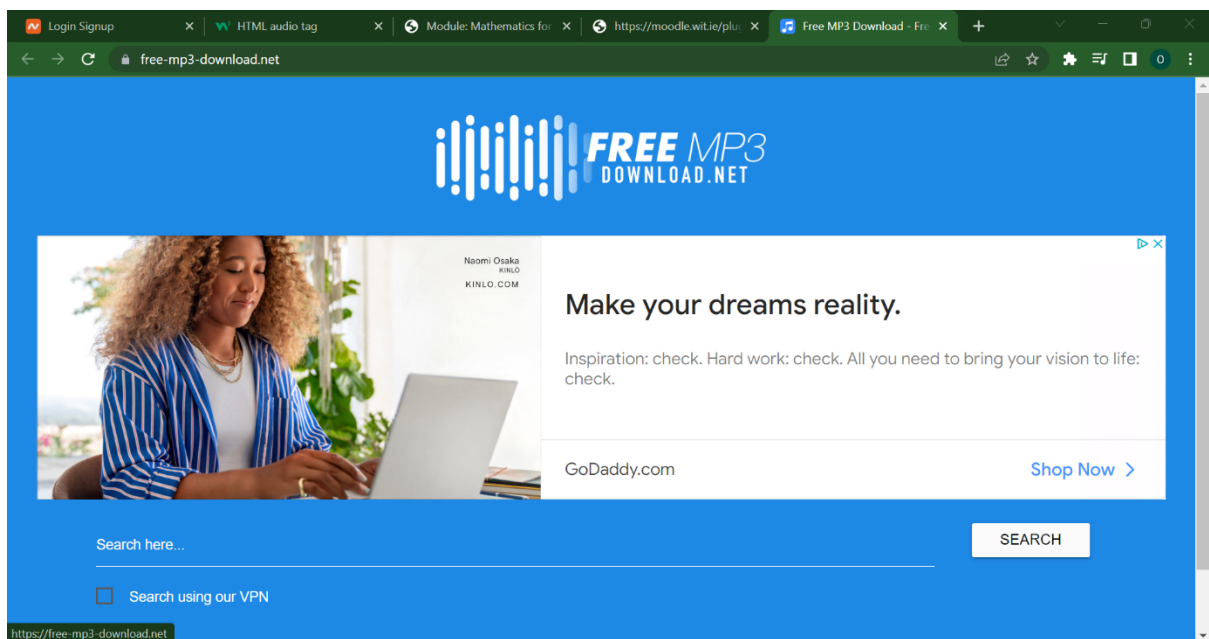 Login Signup
HTML audio tag
Module: Mathematics for
https://moodle.wit.ie/plug
Free MP3 Download - Fre
free-mp3-download.net
O
FREE MP3
DOWNLOAD.NET
Naomi Osaka
KINLÒ
KINLO.COM
Make your dreams reality.
Inspiration: check. Hard work: check. All you need to bring your vision to life:
check.
GoDaddy.com
Shop Now
Search here...
SEARCH
Search using our VPN
https://free-mp3-download.net